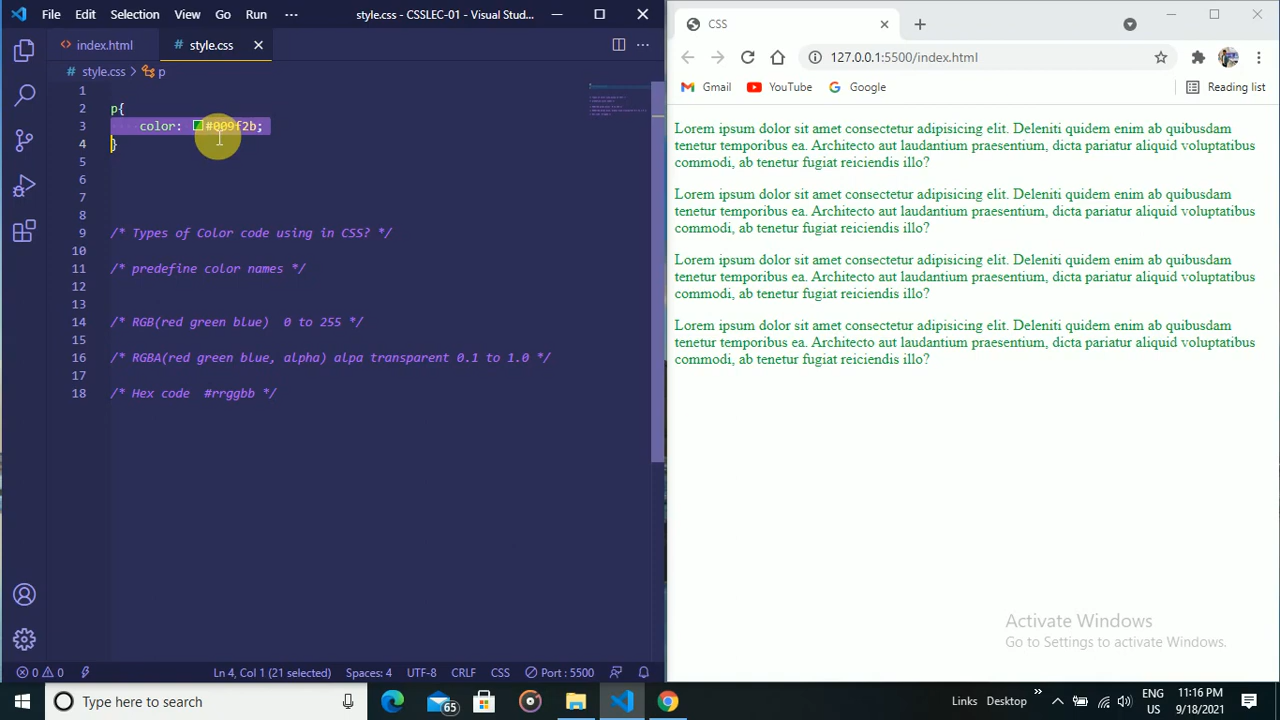 File Edit Selection View Go Run ··· style.css - CSSLEC-01 - Visual Stud...
index.html style.css
style.css > p
1
2 p{
3 color: #009f2b;
4 }
5
6
7
8
9 /* Types of Color code using in CSS? */
10
11 /* predefine color names */
12
13
14 /* RGB(red green blue)  0 to 255 */
15
16 /* RGBA(red green blue, alpha) alpa transparent 0.1 to 1.0 */
17
18 /* Hex code  #rrggbb */
0 0 Ln 4, Col 1 (21 selected) Spaces: 4 UTF-8 CRLF CSS Port : 5500
CSS
127.0.0.1:5500/index.html
Gmail YouTube Google Reading list
Lorem ipsum dolor sit amet consectetur adipisicing elit. Deleniti quidem enim ab quibusdam
tenetur temporibus ea. Architecto aut laudantium praesentium, dicta pariatur aliquid voluptatibus
commodi, ab tenetur fugiat reiciendis illo?
Lorem ipsum dolor sit amet consectetur adipisicing elit. Deleniti quidem enim ab quibusdam
tenetur temporibus ea. Architecto aut laudantium praesentium, dicta pariatur aliquid voluptatibus
commodi, ab tenetur fugiat reiciendis illo?
Lorem ipsum dolor sit amet consectetur adipisicing elit. Deleniti quidem enim ab quibusdam
tenetur temporibus ea. Architecto aut laudantium praesentium, dicta pariatur aliquid voluptatibus
commodi, ab tenetur fugiat reiciendis illo?
Lorem ipsum dolor sit amet consectetur adipisicing elit. Deleniti quidem enim ab quibusdam
tenetur temporibus ea. Architecto aut laudantium praesentium, dicta pariatur aliquid voluptatibus
commodi, ab tenetur fugiat reiciendis illo?
Activate Windows
Go to Settings to activate Windows.
Type here to search 65 Links Desktop ENG 11:16 PM
US 9/18/2021